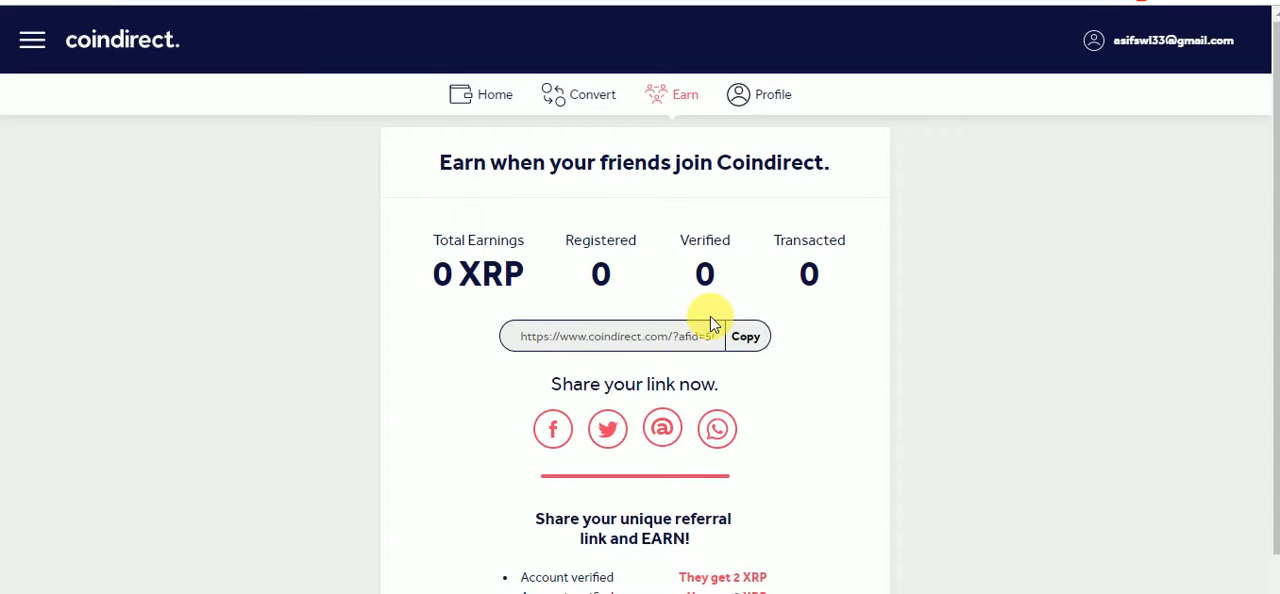 coindirect.
asifswl33@gmail.com
Home Convert Earn Profile
Earn when your friends join Coindirect.
Total Earnings Registered Verified Transacted
0 XRP 0 0 0
https://www.coindirect.com/?afid=5 Copy
Share your link now.
Share your unique referral
link and EARN!
• Account verified They get 2 XRP